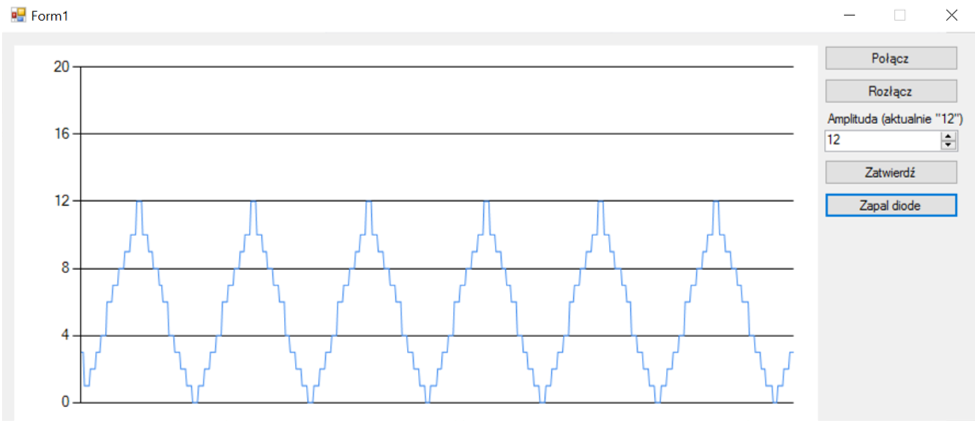 Form1
20
16
12
8
4
0
Połącz
Rozłącz
Amplituda (aktualnie "12")
12
Zatwierdź
Zapal diode